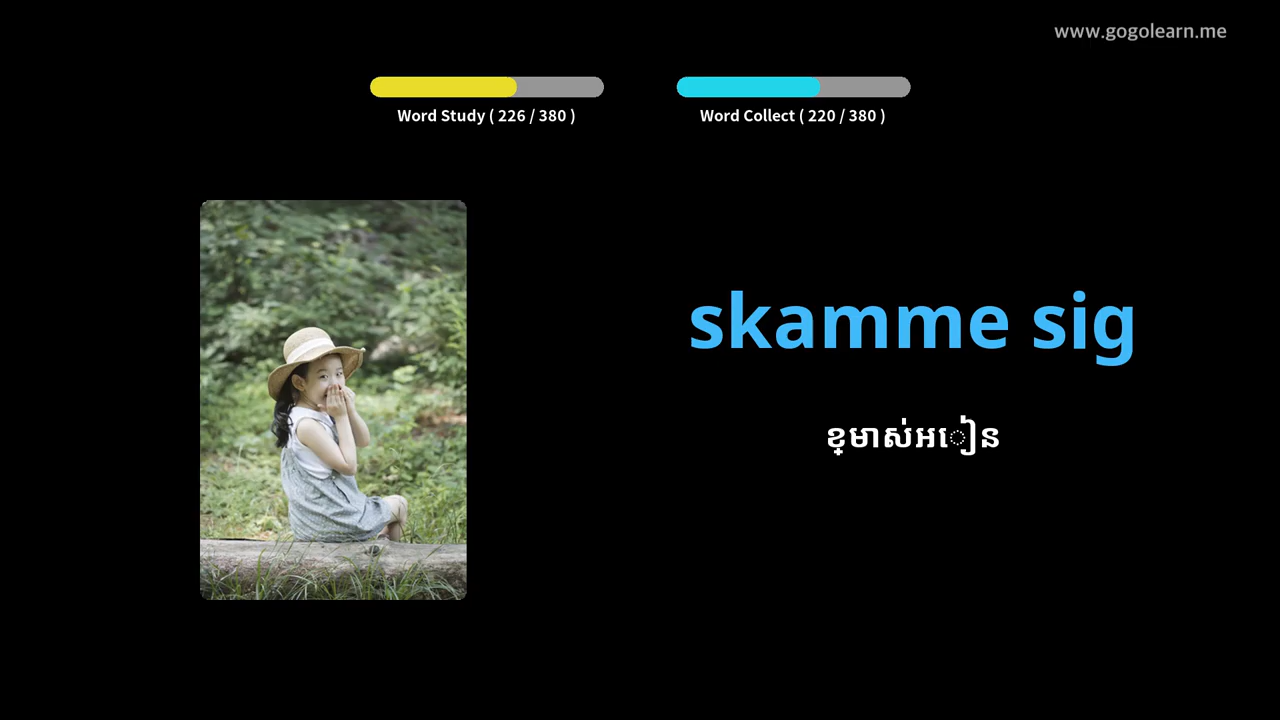 www.gogolearn.me
Word Study ( 226 / 380 )
Word Collect ( 220 / 380 )
skamme sig
ខ្មាស់អៀន